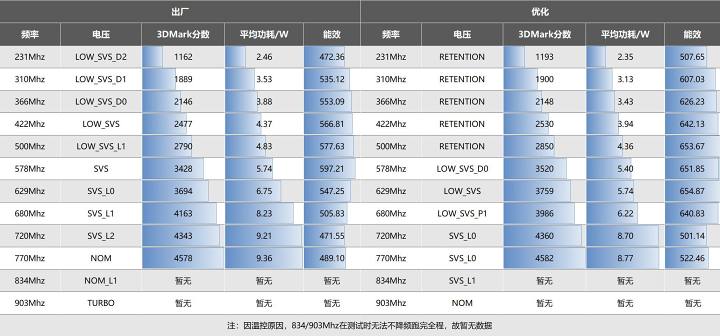 出厂 优化
频率 电压 3DMark分数 平均功耗/W 能效 频率 电压 3DMark分数 平均功耗/W 能效
231Mhz LOW_SVS_D2 1162 2.46 472.36 231Mhz RETENTION 1193 2.35 507.65
310Mhz LOW_SVS_D1 1889 3.53 535.12 310Mhz RETENTION 1900 3.13 607.03
366Mhz LOW_SVS_D0 2146 3.88 553.09 366Mhz RETENTION 2148 3.43 626.23
422Mhz LOW_SVS 2477 4.37 566.81 422Mhz RETENTION 2530 3.94 642.13
500Mhz LOW_SVS_L1 2790 4.83 577.63 500Mhz RETENTION 2850 4.36 653.67
578Mhz SVS 3428 5.74 597.21 578Mhz LOW_SVS_D0 3520 5.40 651.85
629Mhz SVS_L0 3694 6.75 547.25 629Mhz LOW_SVS 3759 5.74 654.87
680Mhz SVS_L1 4163 8.23 505.83 680Mhz LOW_SVS_P1 3986 6.22 640.83
720Mhz SVS_L2 4343 9.21 471.55 720Mhz SVS_L0 4360 8.70 501.14
770Mhz NOM 4578 9.36 489.10 770Mhz SVS_L0 4582 8.77 522.46
834Mhz NOM_L1 暂无 暂无 暂无 834Mhz SVS_L1 暂无 暂无 暂无
903Mhz TURBO 暂无 暂无 暂无 903Mhz NOM 暂无 暂无 暂无
注：因温控原因，834/903Mhz在测试时无法不降频跑完全程，故暂无数据